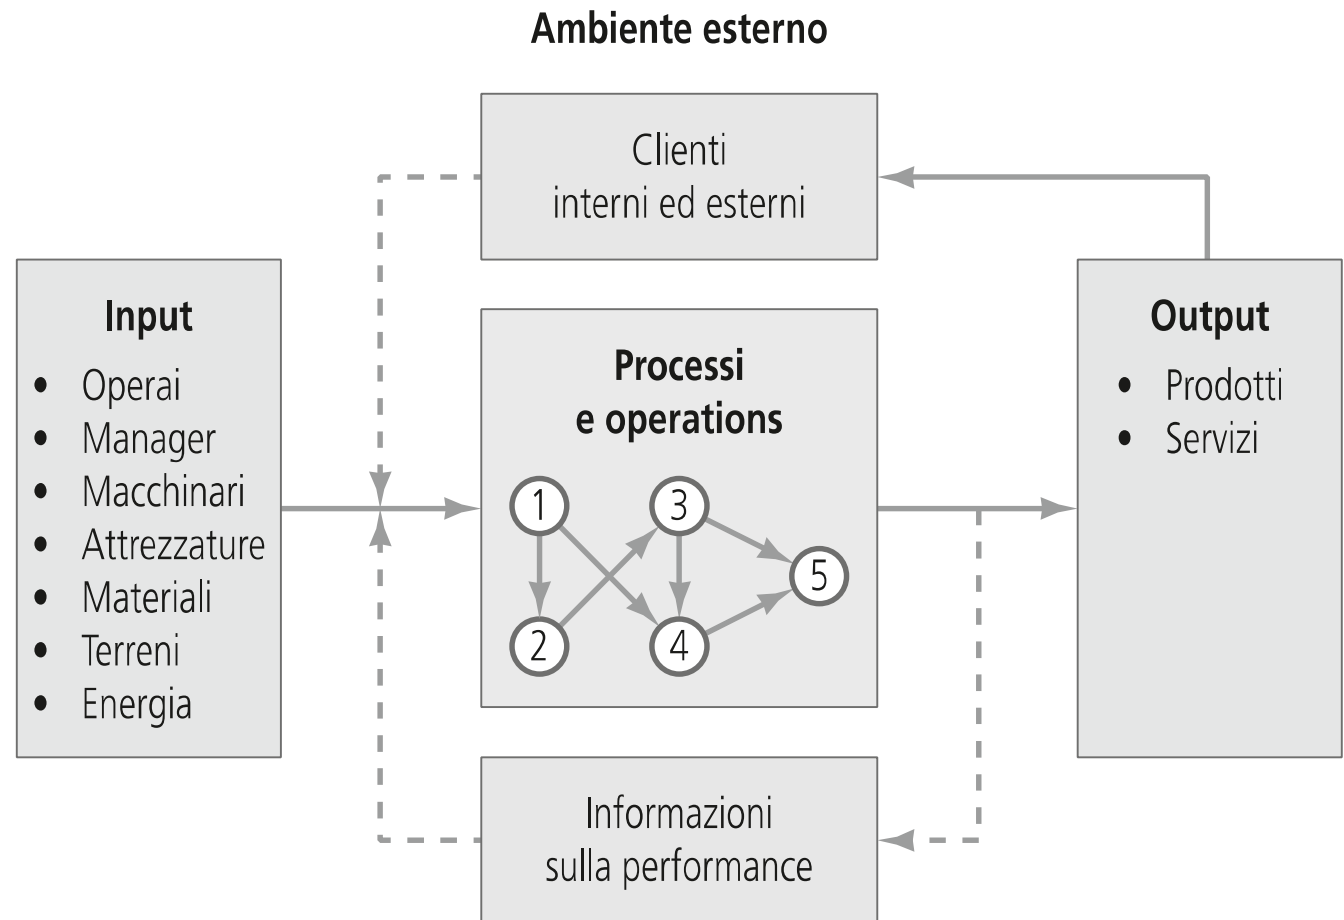 Ambiente esterno
Clienti
interni ed esterni
Input
• Operai
• Manager
• Macchinari
• Attrezzature
• Materiali
• Terreni
• Energia
Processi
e operations
1
3
5
2
4
Output
• Prodotti
• Servizi
Informazioni
sulla performance